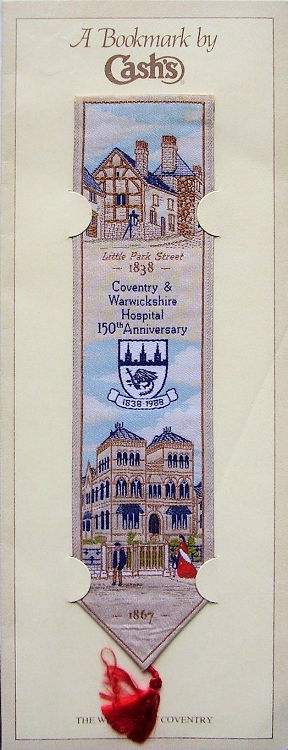 A Bookmark by
Cash's
Little Park Street
— 1838 —
Coventry &
Warwickshire
Hospital
150th Anniversary
1838-1988
— 1867 —
THE COVENTRY